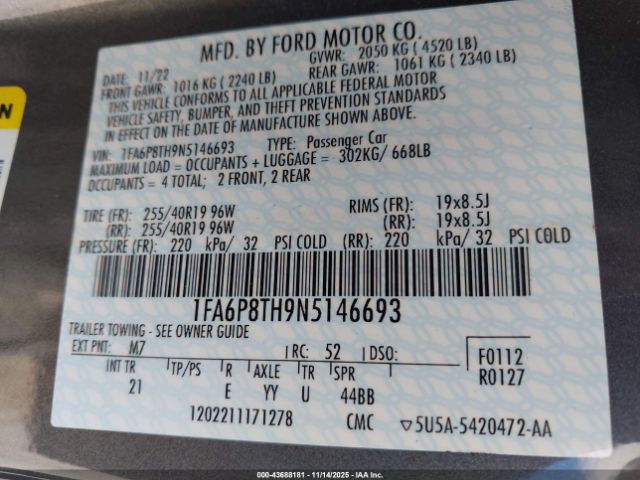 MFD. BY FORD MOTOR CO.
DATE: 11/22 GVWR: 2050 KG ( 4520 LB)
FRONT GAWR: 1016 KG ( 2240 LB) REAR GAWR: 1061 KG ( 2340 LB)
THIS VEHICLE CONFORMS TO ALL APPLICABLE FEDERAL MOTOR
VEHICLE SAFETY, BUMPER, AND THEFT PREVENTION STANDARDS
IN EFFECT ON THE DATE OF MANUFACTURE SHOWN ABOVE.
VIN: 1FA6P8TH9N5146693 TYPE: Passenger Car
MAXIMUM LOAD = OCCUPANTS + LUGGAGE = 302KG/ 668LB
OCCUPANTS = 4 TOTAL; 2 FRONT, 2 REAR
TIRE (FR): 255/40R19 96W RIMS (FR): 19x8.5J
(RR): 255/40R19 96W (RR): 19x8.5J
PRESSURE (FR): 220 kPa/ 32 PSI COLD (RR): 220 kPa/ 32 PSI COLD
1FA6P8TH9N5146693
TRAILER TOWING - SEE OWNER GUIDE
EXT PNT: M7 RC: 52 DSO: F0112
INT TR TP/PS R AXLE TR SPR R0127
21 E YY U 44BB
1202211171278 CMC ▽5U5A-5420472-AA
000-43688181 - 11/14/2025 - IAAI.COM